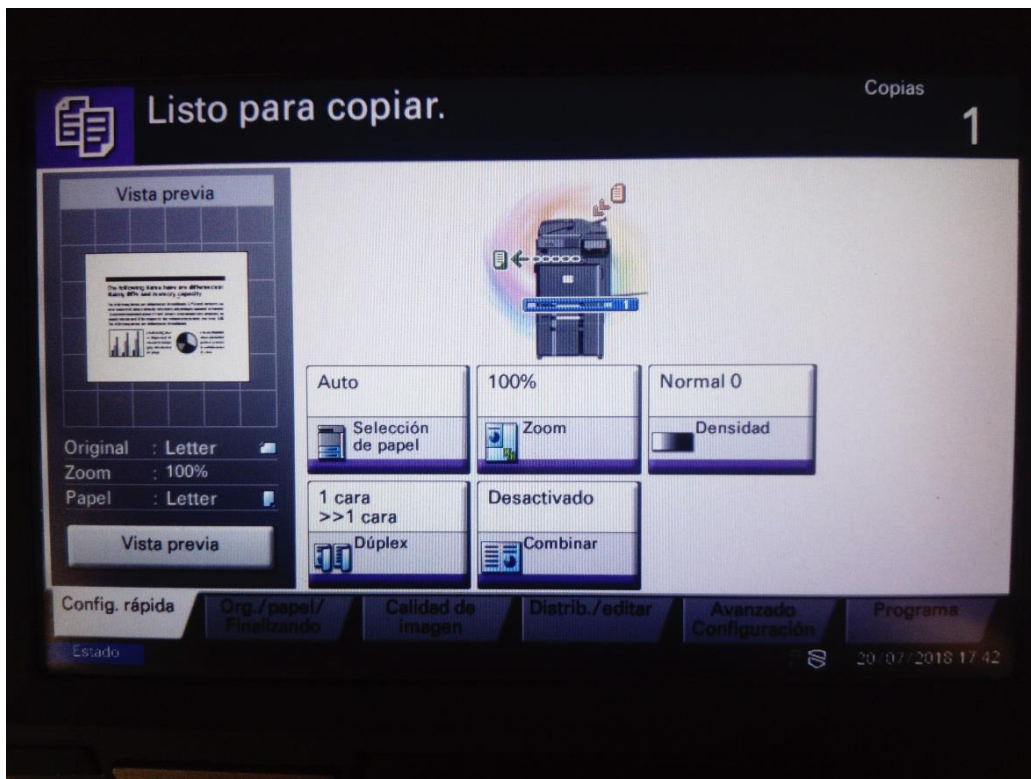 Listo para copiar.
Copias
1
Vista previa
Original : Letter
Zoom : 100%
Papel : Letter
Vista previa
1
Auto
Selección
de papel
100%
Zoom
Normal 0
Densidad
1 cara
>>1 cara
Dúplex
Desactivado
Combinar
Config. rápida
Org./papel/
Finalizando
Calidad de
imagen
Distrib./editar
Avanzado
Configuración
Programa
Estado
20/07/2018 17:42